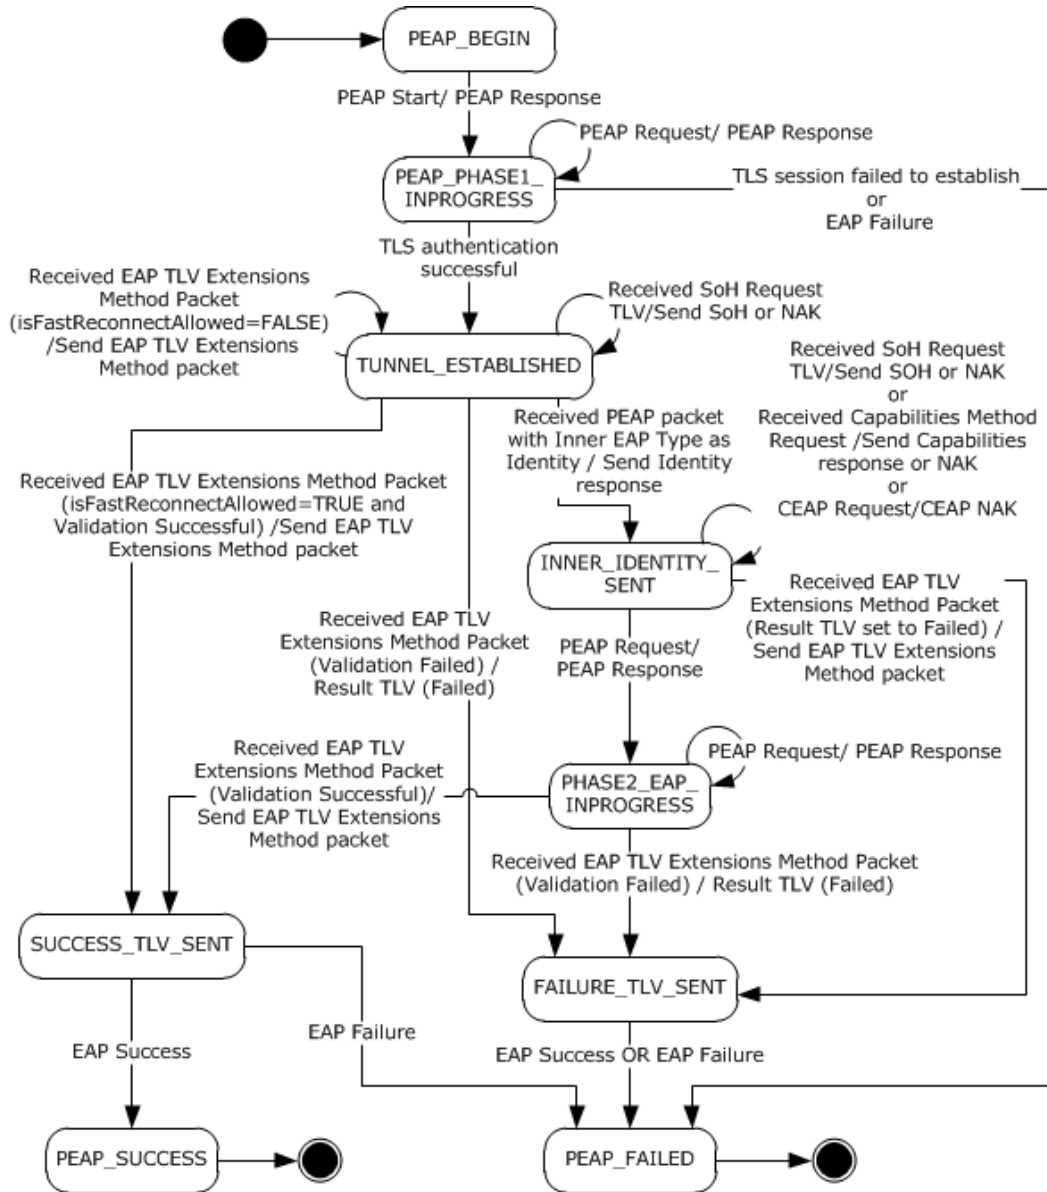 PEAP_BEGIN
PEAP Start/ PEAP Response
PEAP Request/ PEAP Response
PEAP_PHASE1_
INPROGRESS
TLS session failed to establish
or
EAP Failure
TLS authentication
successful
Received EAP TLV Extensions
Method Packet
(isFastReconnectAllowed=FALSE)
/Send EAP TLV Extensions
Method packet
Received SoH Request
TLV/Send SoH or NAK
TUNNEL_ESTABLISHED
Received SoH Request
TLV/Send SOH or NAK
or
Received Capabilities Method
Request /Send Capabilities
response or NAK
or
CEAP Request/CEAP NAK
Received PEAP packet
with Inner EAP Type as
Identity / Send Identity
response
Received EAP TLV Extensions Method Packet
(isFastReconnectAllowed=TRUE and
Validation Successful) /Send EAP TLV
Extensions Method packet
INNER_IDENTITY_
SENT
Received EAP TLV
Extensions Method Packet
(Result TLV set to Failed) /
Send EAP TLV Extensions
Method packet
Received EAP TLV
Extensions Method Packet
(Validation Failed) /
Result TLV (Failed)
PEAP Request/
PEAP Response
Received EAP TLV
Extensions Method Packet
(Validation Successful)/
Send EAP TLV Extensions
Method packet
PEAP Request/ PEAP Response
PHASE2_EAP_
INPROGRESS
Received EAP TLV Extensions Method Packet
(Validation Failed) / Result TLV (Failed)
SUCCESS_TLV_SENT
FAILURE_TLV_SENT
EAP Success
EAP Failure
EAP Success OR EAP Failure
PEAP_SUCCESS
PEAP_FAILED